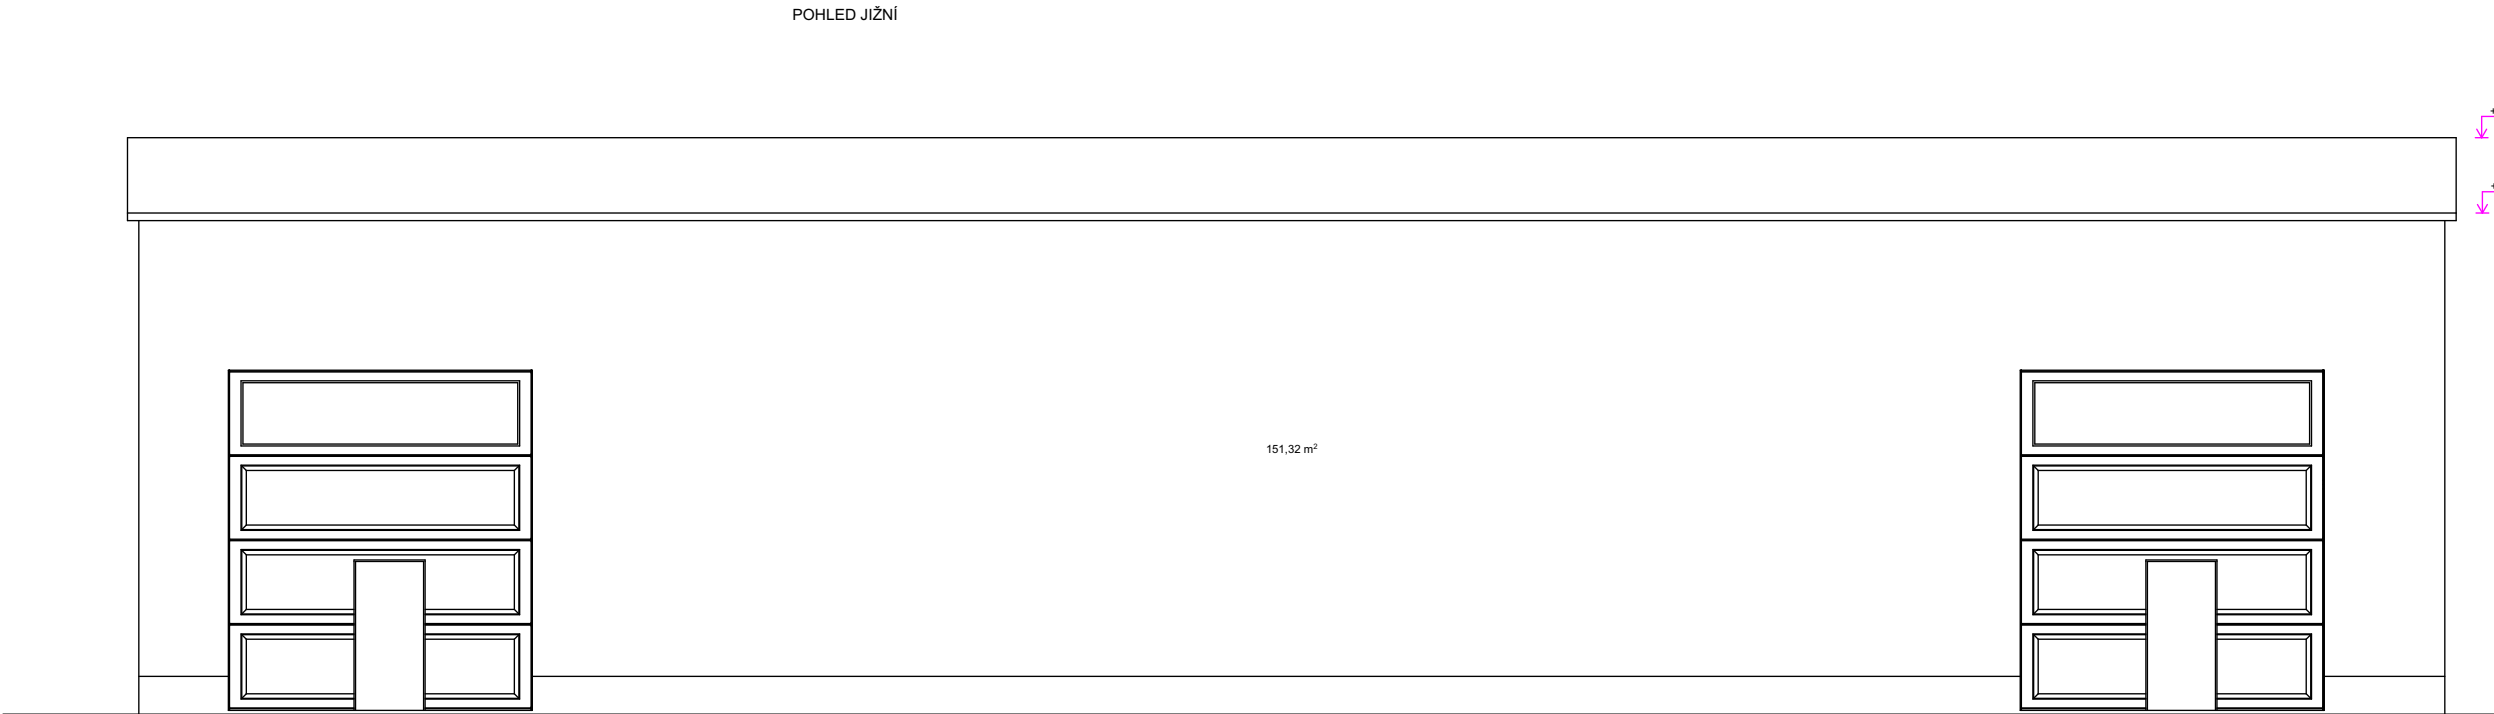 POHLED JIŽNÍ
+
+
151,32 m²